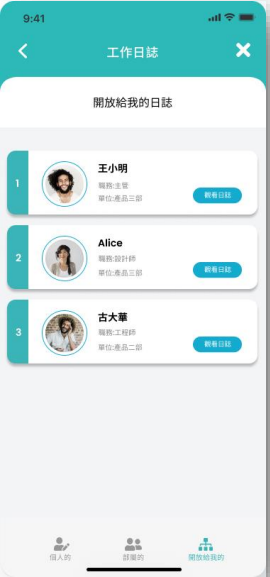 9:41
工作日誌
開放給我的日誌
1
王小明
職務:主管
單位:產品三部
觀看日誌
2
Alice
職務:設計師
單位:產品三部
觀看日誌
3
古大華
職務:工程師
單位:產品二部
觀看日誌
個人的
部屬的
開放給我的